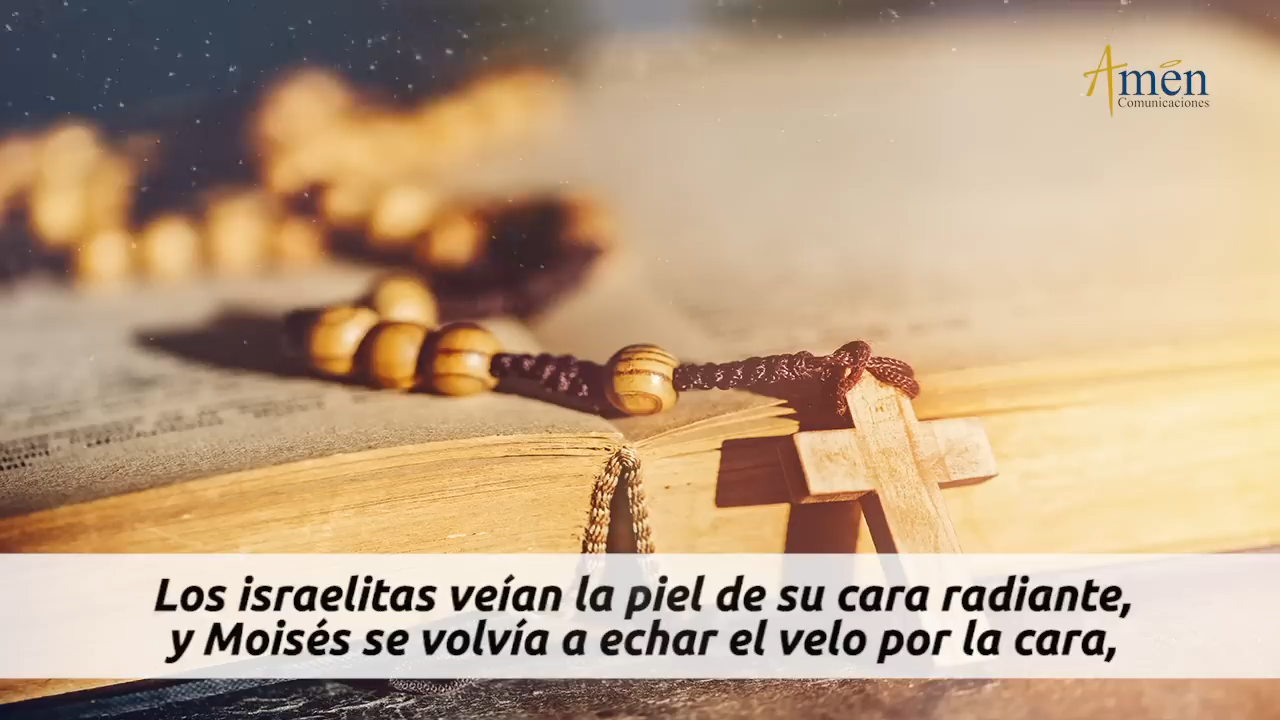 Amén
Comunicaciones
Los israelitas veían la piel de su cara radiante,
y Moisés se volvía a echar el velo por la cara,